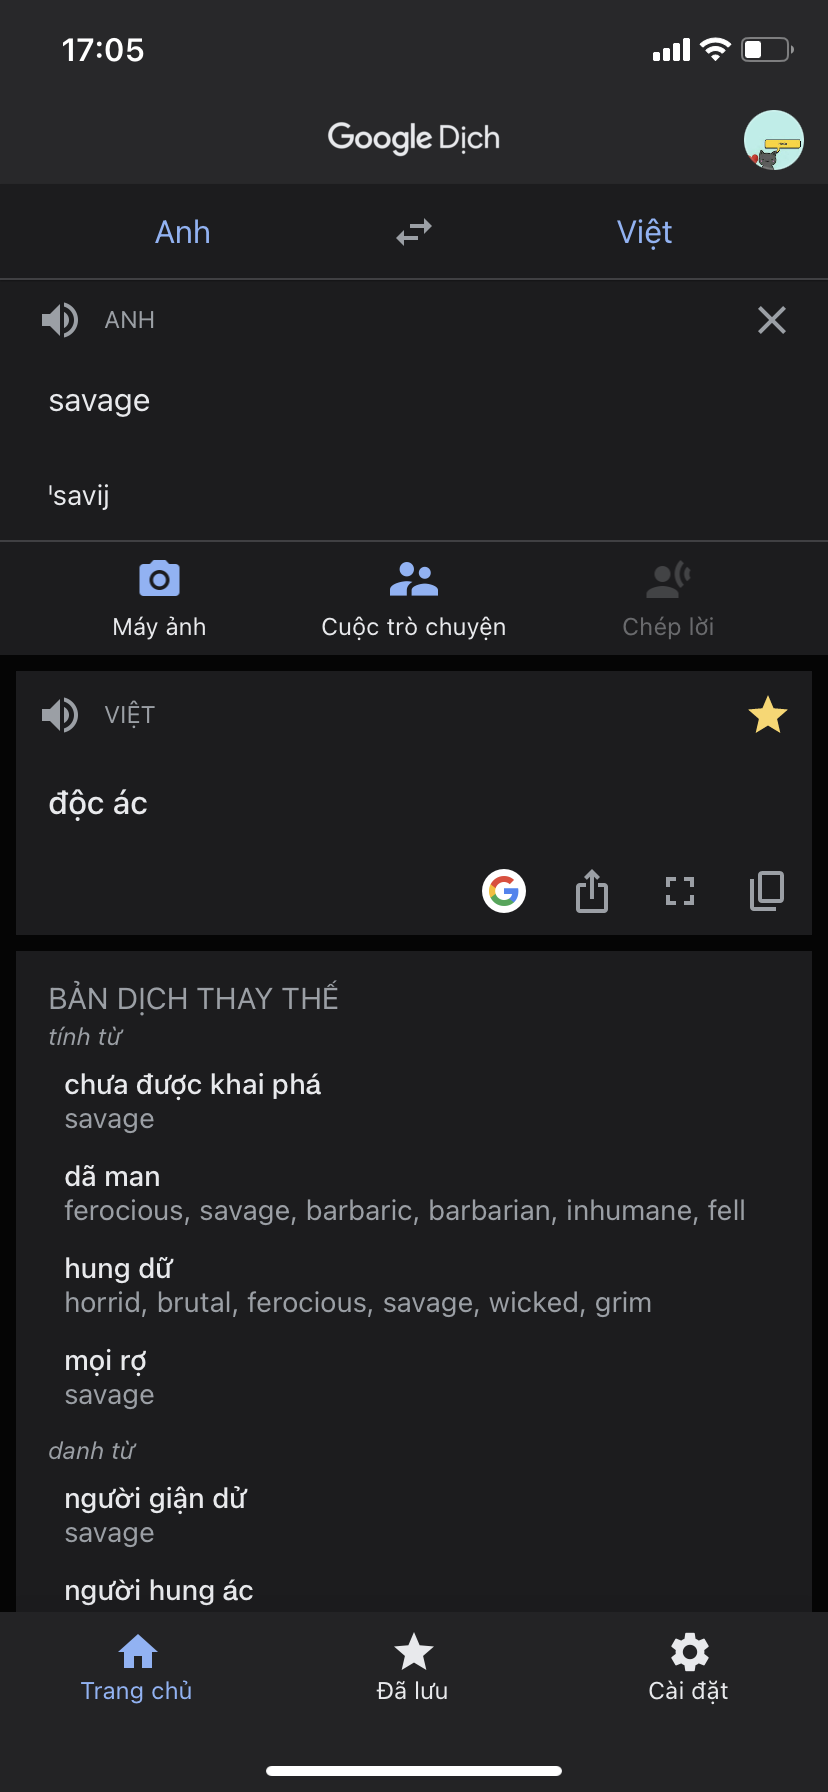 17:05
Google Dịch
Anh
Việt
ANH
savage
ˈsavij
Máy ảnh
Cuộc trò chuyện
Chép lời
VIỆT
độc ác
BẢN DỊCH THAY THẾ
tính từ
chưa được khai phá
savage
dã man
ferocious, savage, barbaric, barbarian, inhumane, fell
hung dữ
horrid, brutal, ferocious, savage, wicked, grim
mọi rợ
savage
danh từ
người giận dử
savage
người hung ác
Trang chủ
Đã lưu
Cài đặt